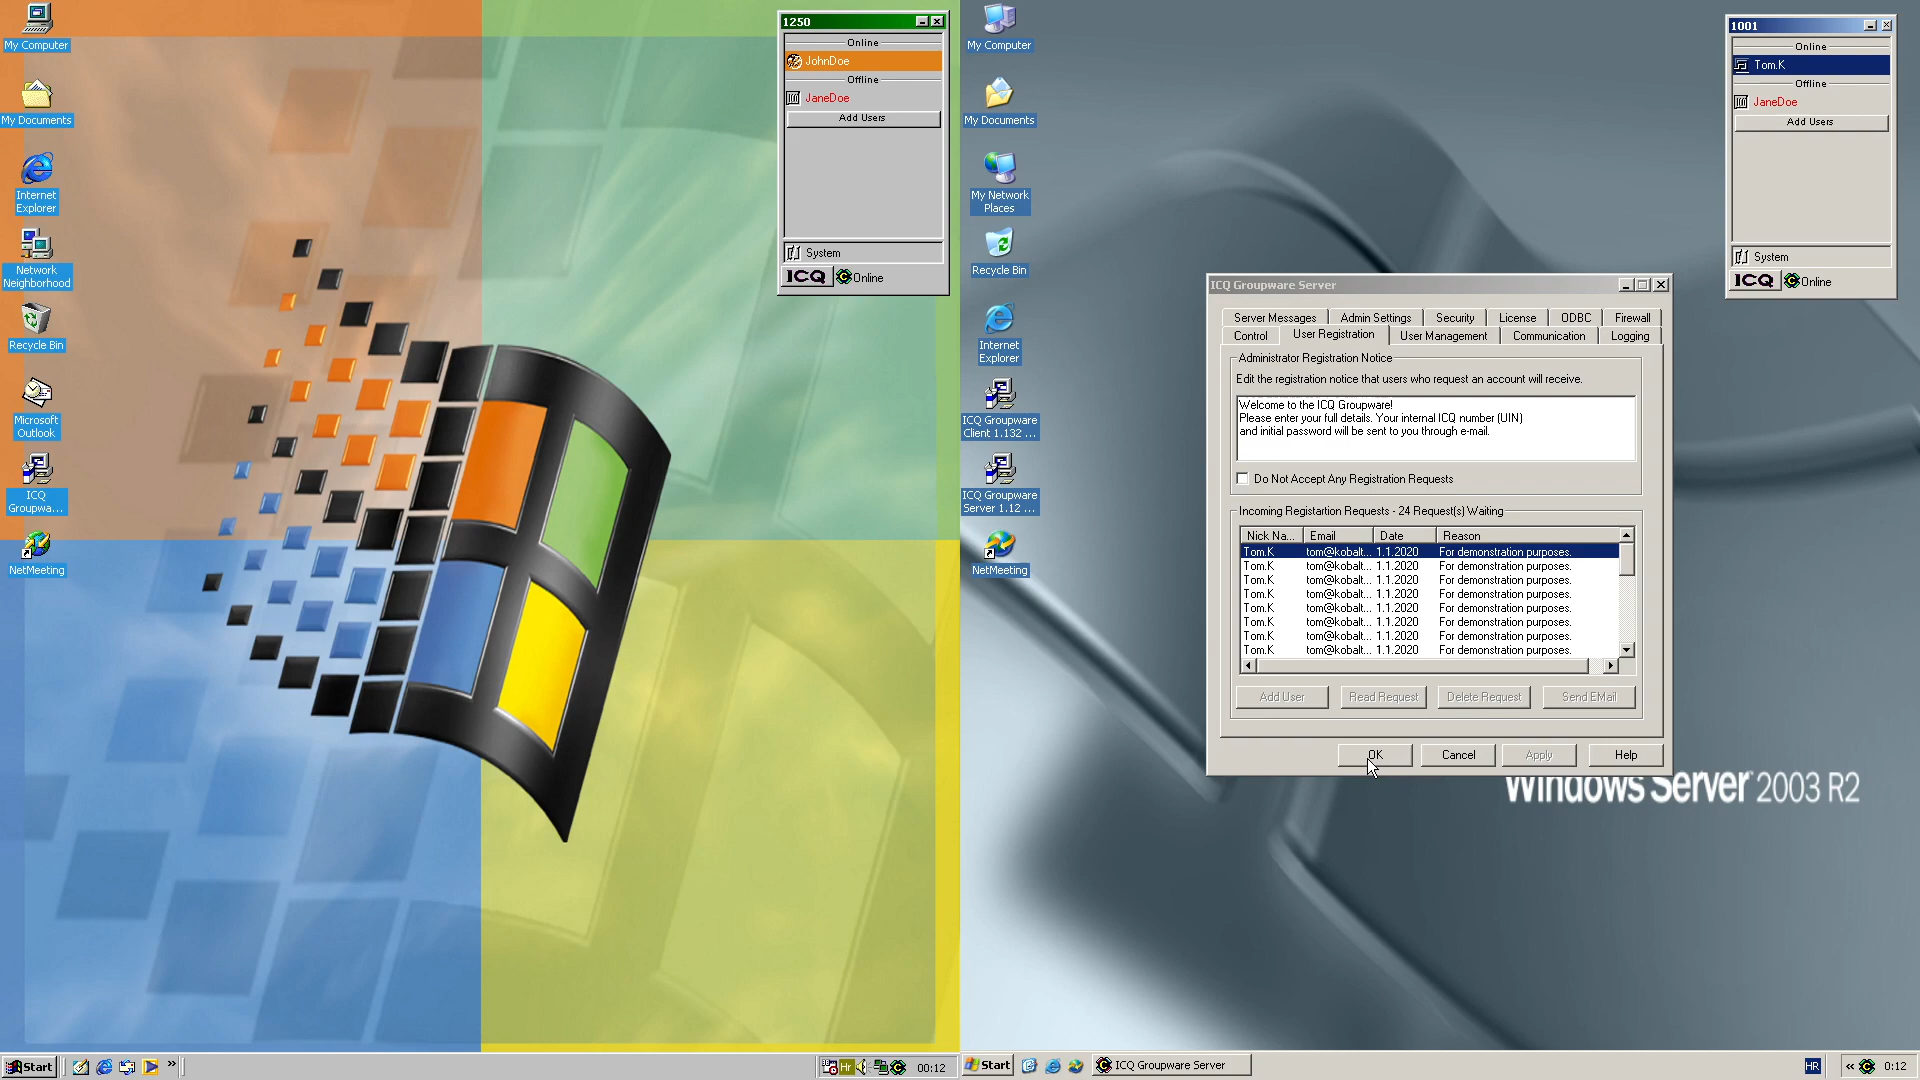 My Computer
My Documents
Internet
Explorer
Network
Neighborhood
Recycle Bin
Microsoft
Outlook
ICQ
Groupwa...
NetMeeting
1250
Online
JohnDoe
Offline
JaneDoe
Add Users
System
ICQ
Online
My Computer
My Documents
My Network
Places
Recycle Bin
Internet
Explorer
ICQ Groupware
Client 1.132 ...
ICQ Groupware
Server 1.12 ...
NetMeeting
1001
Online
Tom.K
Offline
JaneDoe
Add Users
System
ICQ
Online
ICQ Groupware Server
Server Messages Admin Settings Security License ODBC Firewall
Control User Registration User Management Communication Logging
Administrator Registration Notice
Edit the registration notice that users who request an account will receive.
Welcome to the ICQ Groupware!
Please enter your full details. Your internal ICQ number (UIN)
and initial password will be sent to you through e-mail.
Do Not Accept Any Registration Requests
Incoming Registartion Requests - 24 Request(s) Waiting
Nick Na... Email Date Reason
Tom.K tom@kobalt... 1.1.2020 For demonstration purposes.
Tom.K tom@kobalt... 1.1.2020 For demonstration purposes.
Tom.K tom@kobalt... 1.1.2020 For demonstration purposes.
Tom.K tom@kobalt... 1.1.2020 For demonstration purposes.
Tom.K tom@kobalt... 1.1.2020 For demonstration purposes.
Tom.K tom@kobalt... 1.1.2020 For demonstration purposes.
Tom.K tom@kobalt... 1.1.2020 For demonstration purposes.
Tom.K tom@kobalt... 1.1.2020 For demonstration purposes.
Add User Read Request Delete Request Send EMail
OK Cancel Apply Help
Windows Server 2003 R2
Start
Hr
00:12
Start
ICQ Groupware Server
HR
0:12